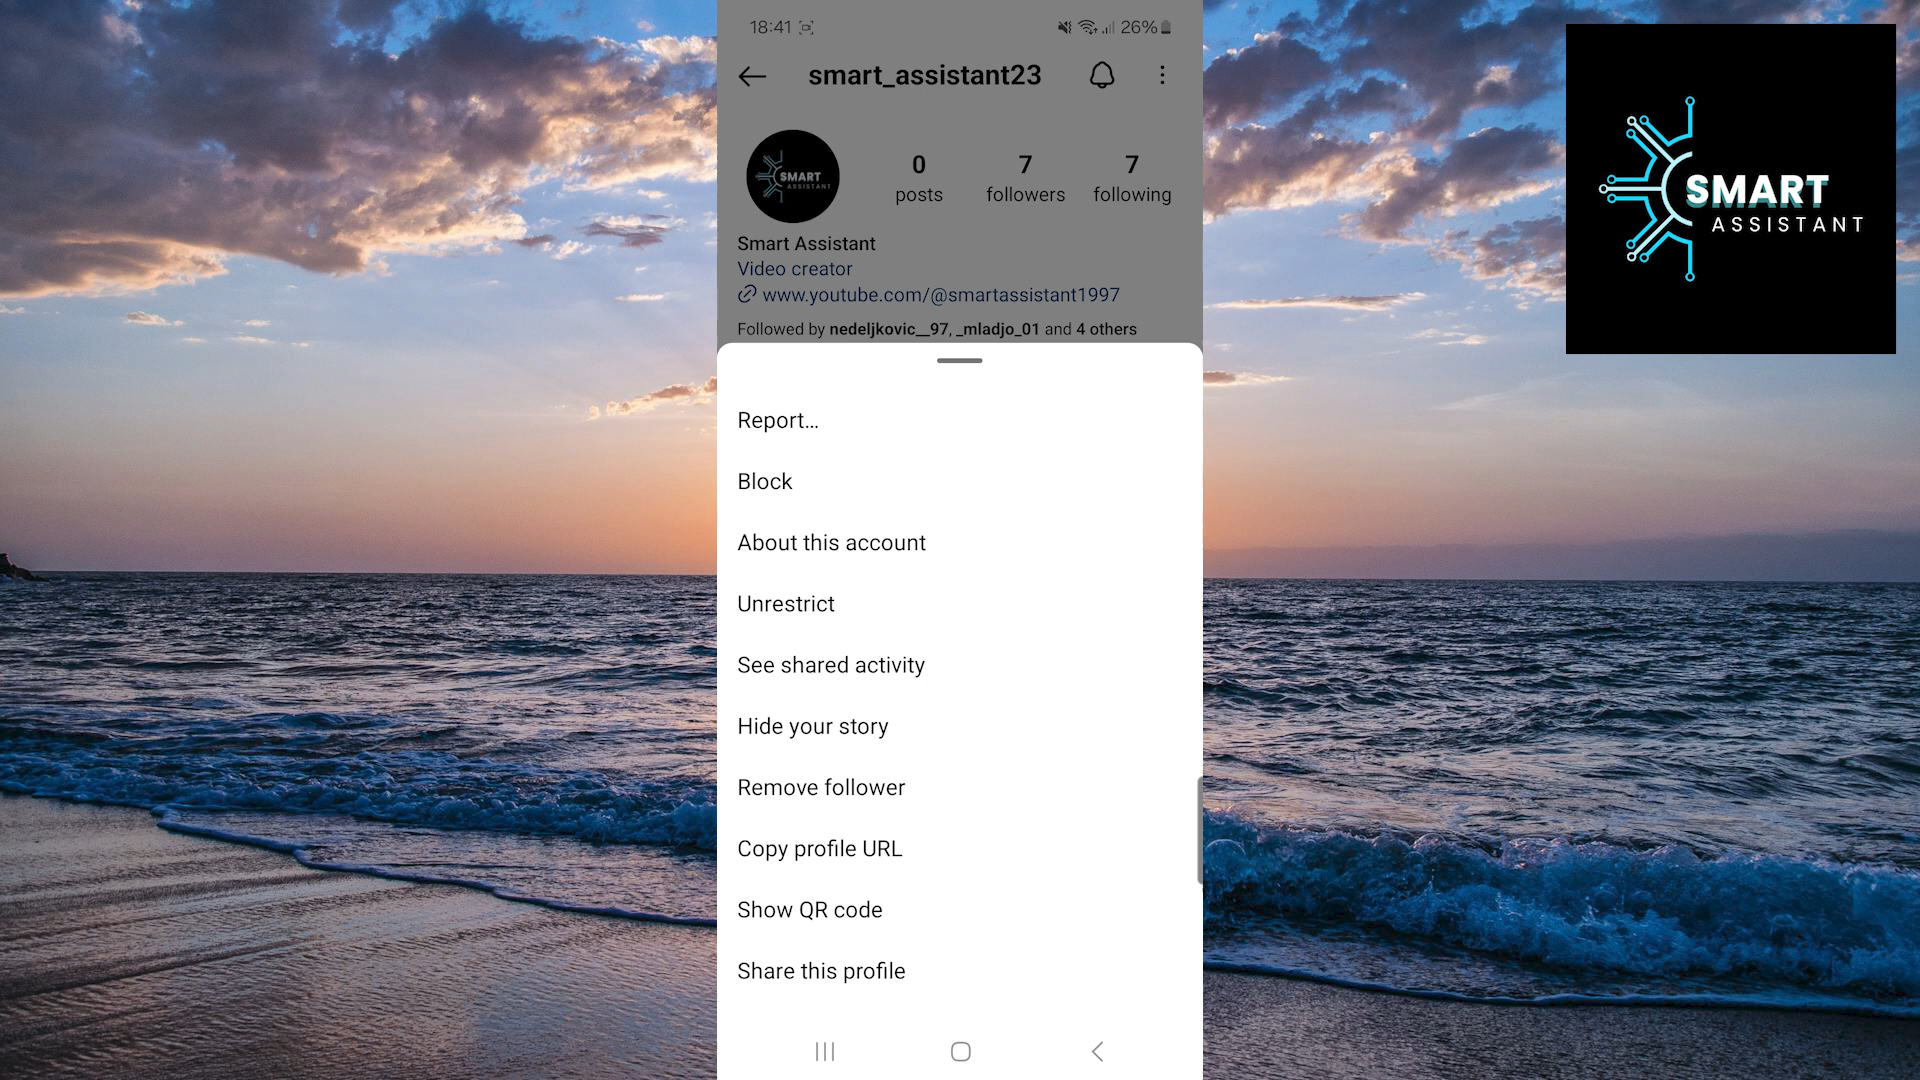 18:41
26%
smart_assistant23
SMART
ASSISTANT
0
posts
7
followers
7
following
Smart Assistant
Video creator
www.youtube.com/@smartassistant1997
Followed by nedeljkovic__97, _mladjo_01 and 4 others
Report...
Block
About this account
Unrestrict
See shared activity
Hide your story
Remove follower
Copy profile URL
Show QR code
Share this profile
SMART
ASSISTANT